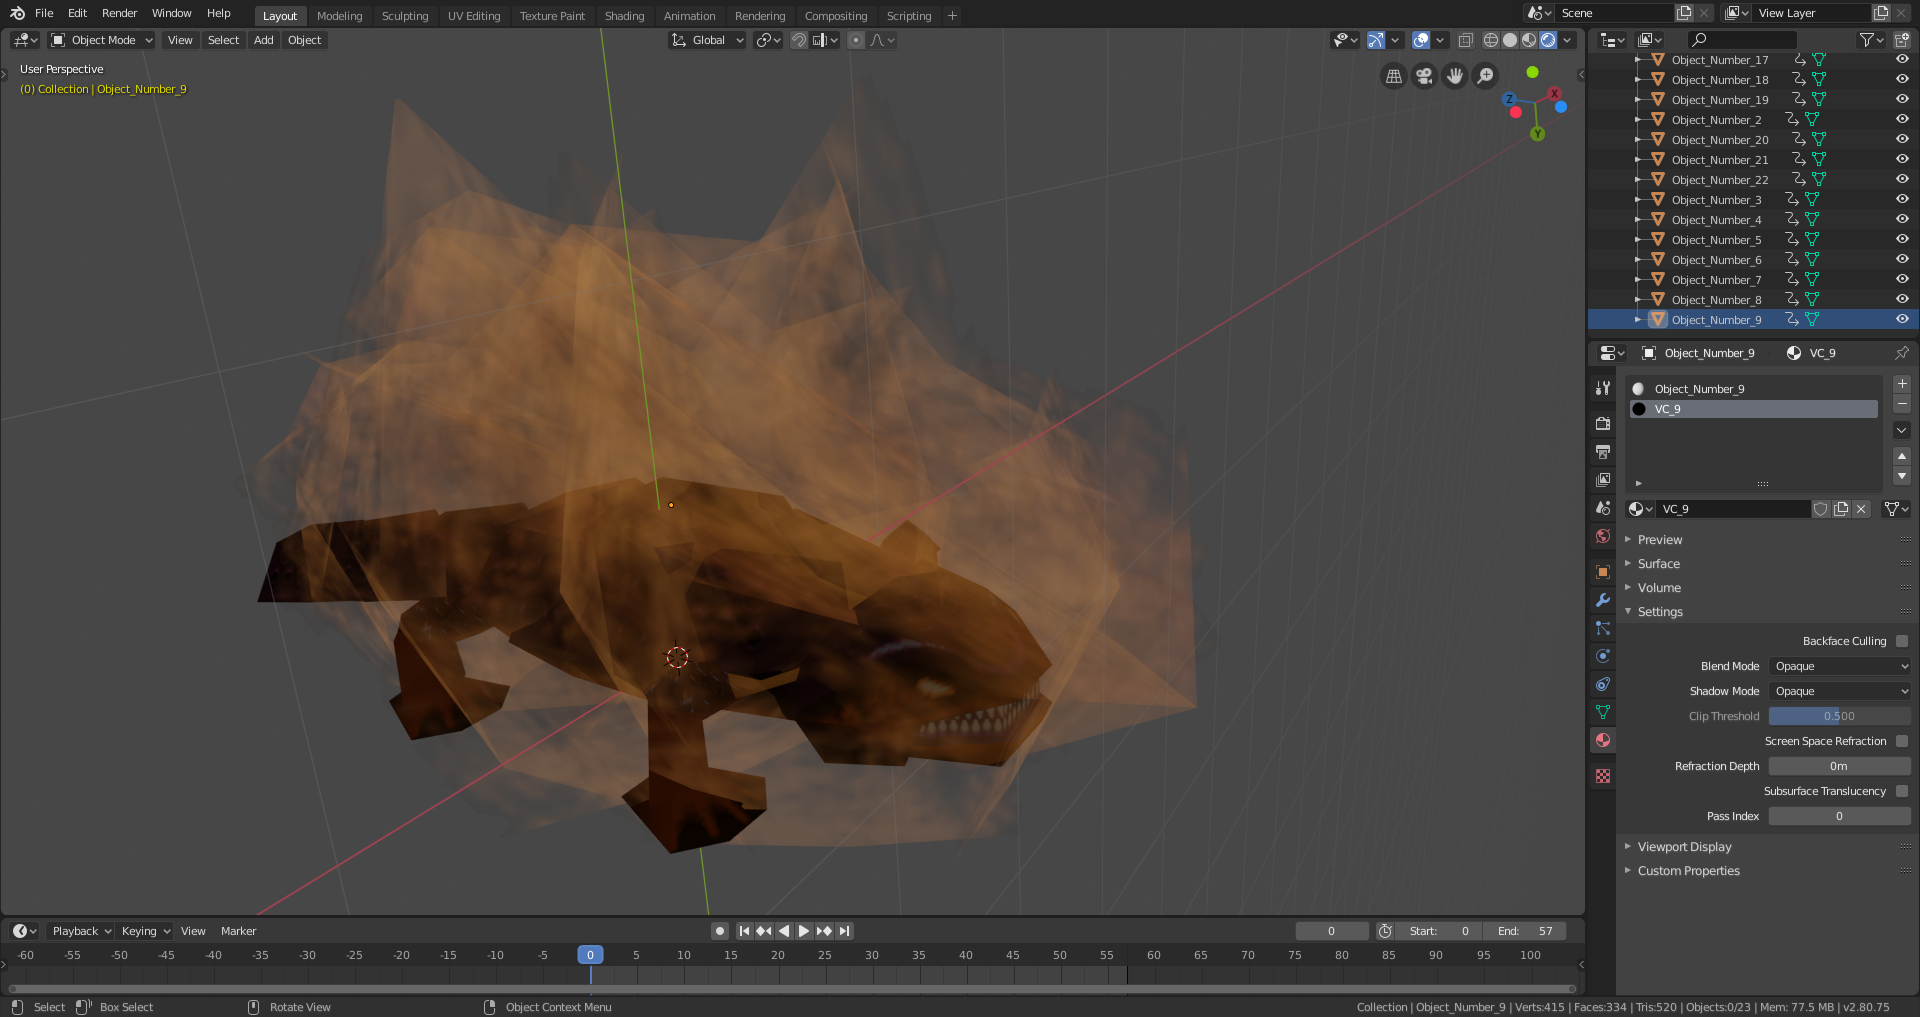 File Edit Render Window Help Layout Modeling Sculpting UV Editing Texture Paint Shading Animation Rendering Compositing Scripting + Scene View Layer
Object Mode View Select Add Object Global
User Perspective
(0) Collection | Object_Number_9
Z X Y
Object_Number_17
Object_Number_18
Object_Number_19
Object_Number_2
Object_Number_20
Object_Number_21
Object_Number_22
Object_Number_3
Object_Number_4
Object_Number_5
Object_Number_6
Object_Number_7
Object_Number_8
Object_Number_9
Object_Number_9 VC_9
Object_Number_9
VC_9
VC_9
Preview
Surface
Volume
Settings
Backface Culling
Blend Mode Opaque
Shadow Mode Opaque
Clip Threshold 0.500
Screen Space Refraction
Refraction Depth 0m
Subsurface Translucency
Pass Index 0
Viewport Display
Custom Properties
Playback Keying View Marker 0 Start: 0 End: 57
-60 -55 -50 -45 -40 -35 -30 -25 -20 -15 -10 -5 0 5 10 15 20 25 30 35 40 45 50 55 60 65 70 75 80 85 90 95 100
Select Box Select Rotate View Object Context Menu Collection | Object_Number_9 | Verts:415 | Faces:334 | Tris:520 | Objects:0/23 | Mem: 77.5 MB | v2.80.75